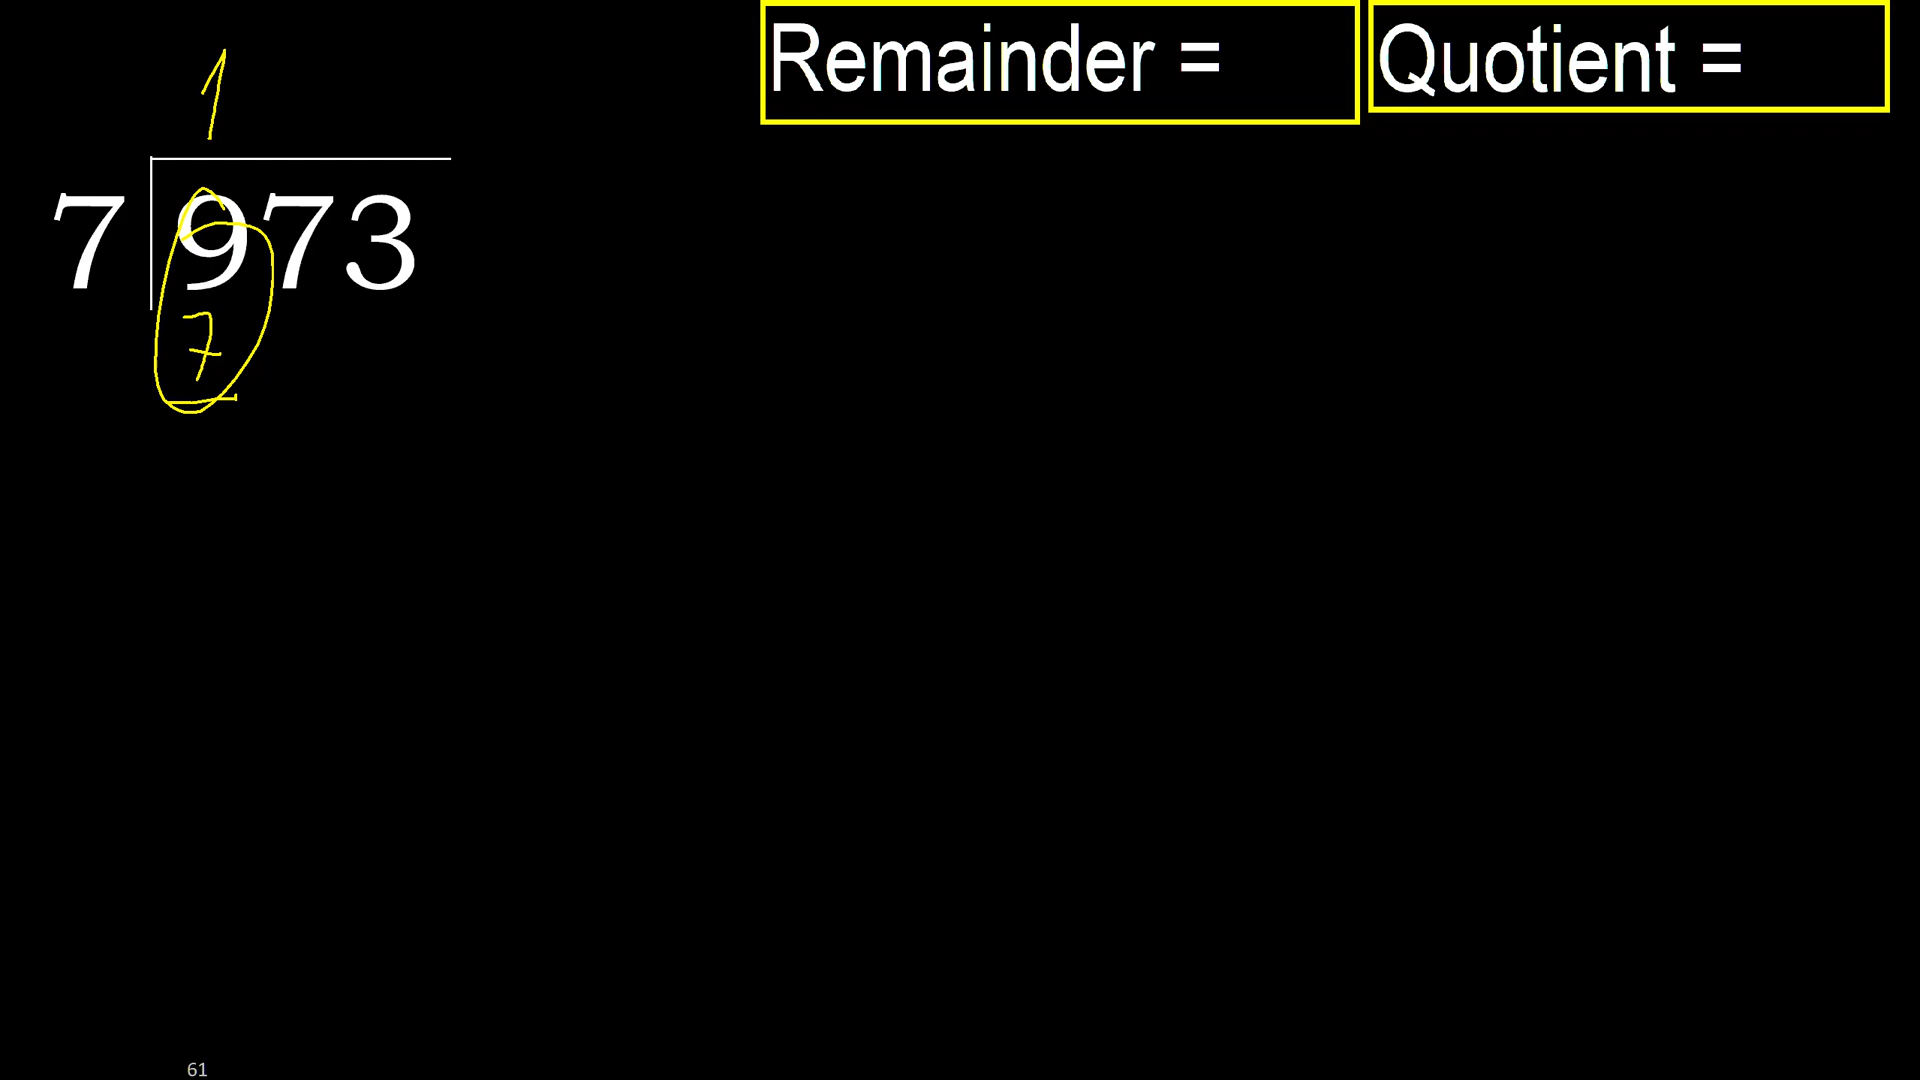 Remainder =
Quotient =
1
7 973
7
61